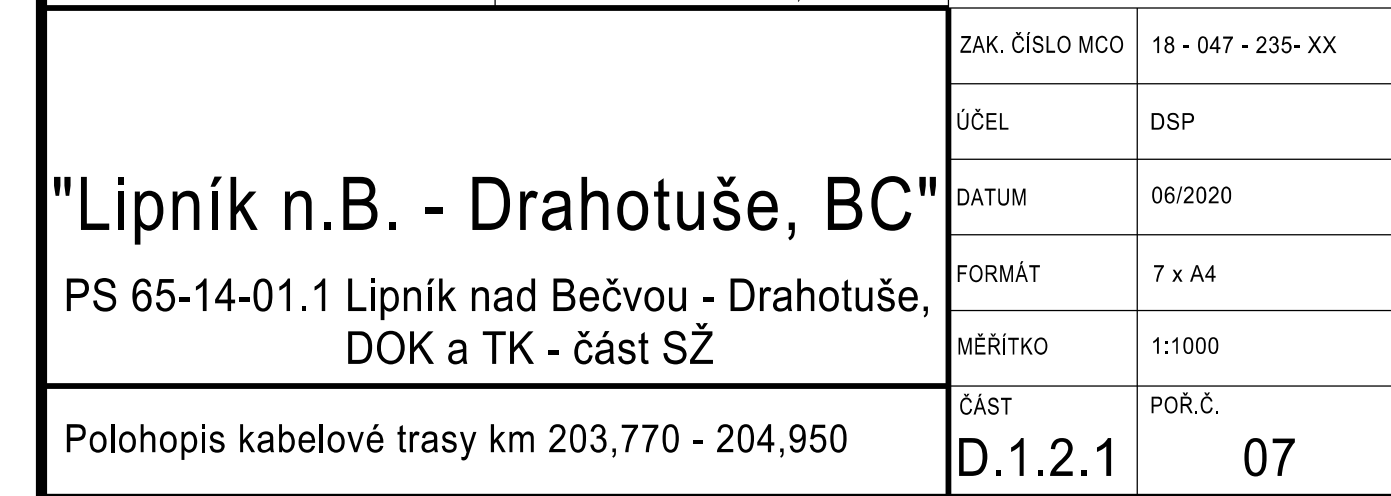 "Lipník n.B. - Drahotuše, BC"
PS 65-14-01.1 Lipník nad Bečvou - Drahotuše,
DOK a TK - část SŽ
Polohopis kabelové trasy km 203,770 - 204,950
ZAK. ČÍSLO MCO 18 - 047 - 235- XX
ÚČEL DSP
DATUM 06/2020
FORMÁT 7 x A4
MĚŘÍTKO 1:1000
ČÁST POŘ.Č.
D.1.2.1 07